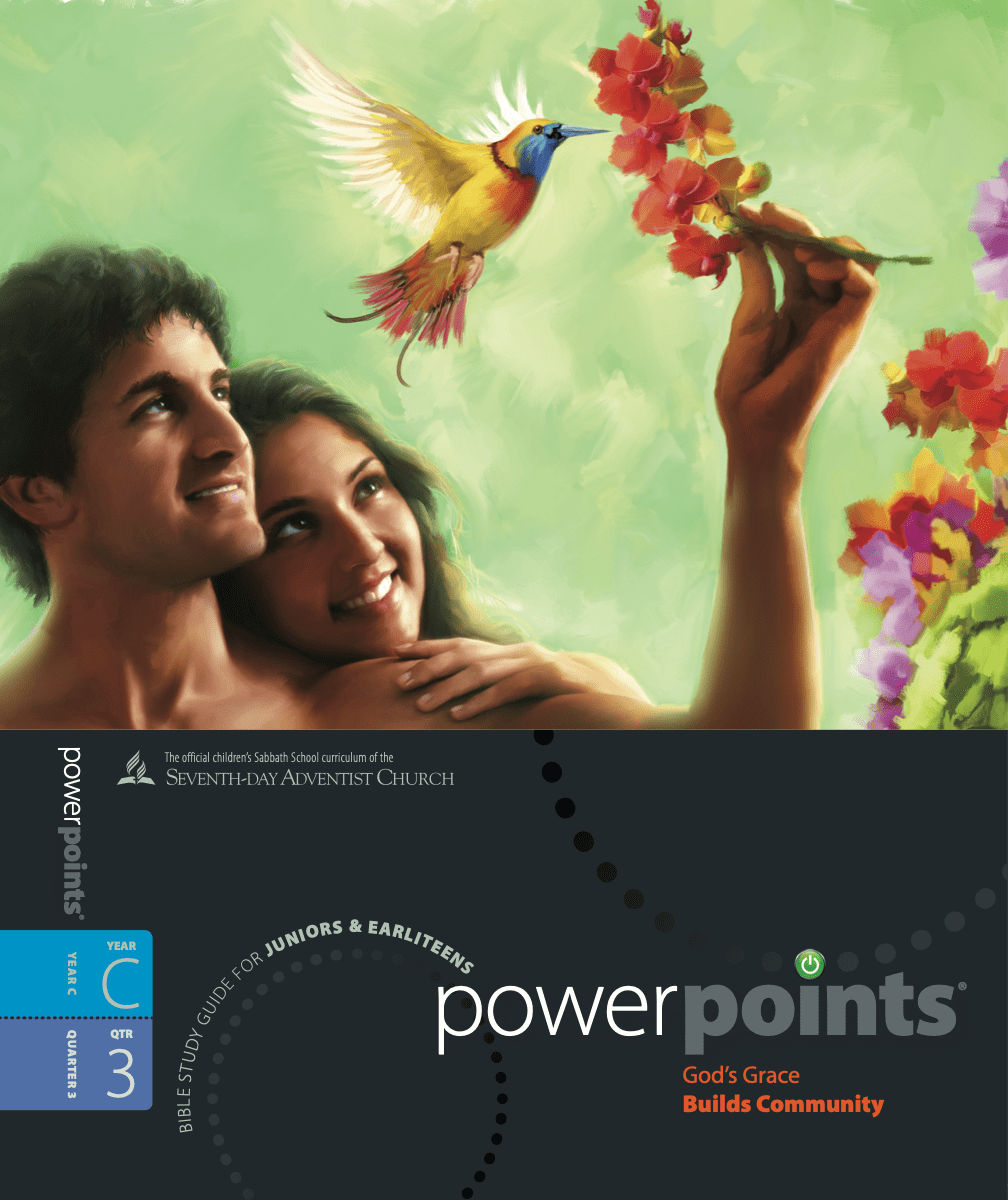 The official children's Sabbath School curriculum of the
SEVENTH-DAY ADVENTIST CHURCH
powerpoints®
YEAR
C
YEAR C
QTR
3
QUARTER 3
BIBLE STUDY GUIDE FOR JUNIORS & EARLITEENS
powerpoints®
God's Grace
Builds Community